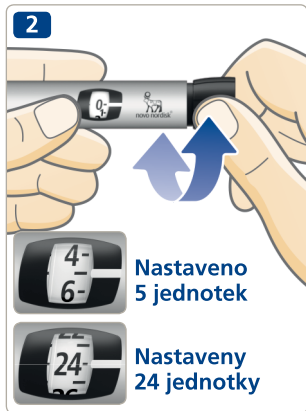 2
0-
novo nordisk®
4-
6-
Nastaveno
5 jednotek
24-
Nastaveny
24 jednotky